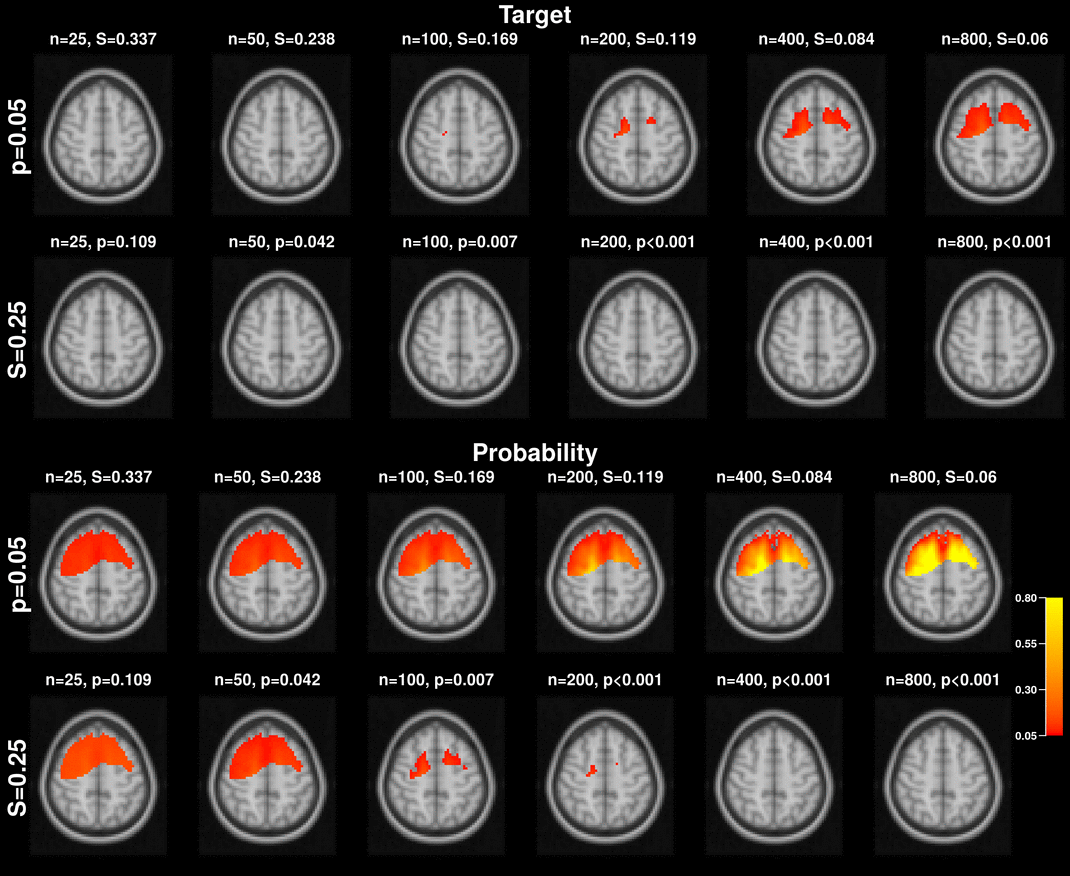 Target
n=25, S=0.337 n=50, S=0.238 n=100, S=0.169 n=200, S=0.119 n=400, S=0.084 n=800, S=0.06
p=0.05
n=25, p=0.109 n=50, p=0.042 n=100, p=0.007 n=200, p<0.001 n=400, p<0.001 n=800, p<0.001
S=0.25
Probability
n=25, S=0.337 n=50, S=0.238 n=100, S=0.169 n=200, S=0.119 n=400, S=0.084 n=800, S=0.06
p=0.05
0.80
0.55
0.30
0.05
n=25, p=0.109 n=50, p=0.042 n=100, p=0.007 n=200, p<0.001 n=400, p<0.001 n=800, p<0.001
S=0.25